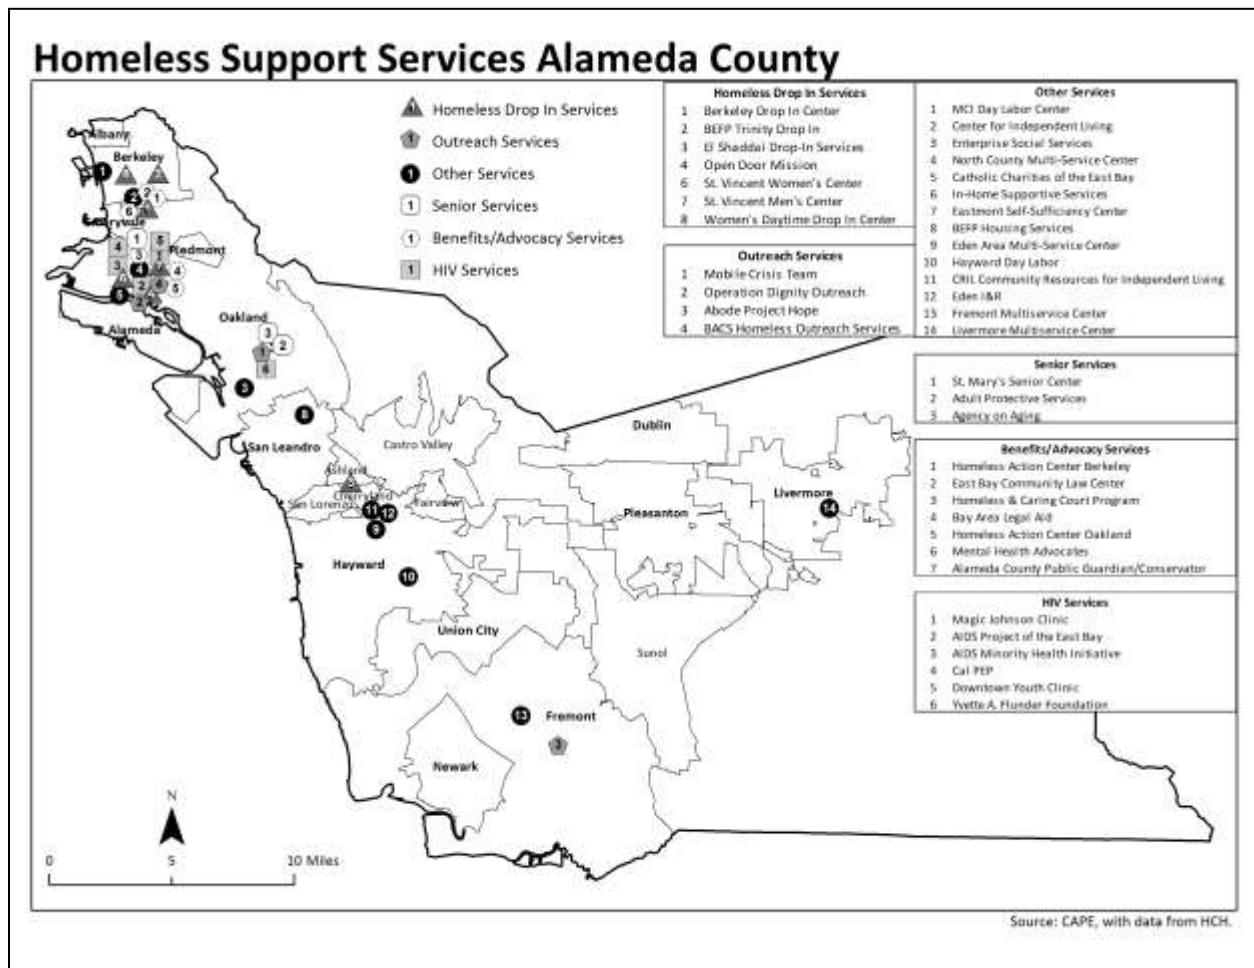 Homeless Support Services Alameda County
Homeless Drop In Services
Outreach Services
Other Services
Senior Services
Benefits/Advocacy Services
HIV Services
Homeless Drop In Services
1 Berkeley Drop In Center
2 BEFP Trinity Drop In
3 El Shaddai Drop-In Services
4 Open Door Mission
6 St. Vincent Women's Center
7 St. Vincent Men's Center
8 Women's Daytime Drop In Center
Outreach Services
1 Mobile Crisis Team
2 Operation Dignity Outreach
3 Abode Project Hope
4 BACS Homeless Outreach Services
Other Services
1 MCI Day Labor Center
2 Center for Independent Living
3 Enterprise Social Services
4 North County Multi-Service Center
5 Catholic Charities of the East Bay
6 In-Home Supportive Services
7 Eastmont Self-Sufficiency Center
8 BEFP Housing Services
9 Eden Area Multi-Service Center
10 Hayward Day Labor
11 CRIL Community Resources for Independent Living
12 Eden I&R
13 Fremont Multiservice Center
14 Livermore Multiservice Center
Senior Services
1 St. Mary's Senior Center
2 Adult Protective Services
3 Agency on Aging
Benefits/Advocacy Services
1 Homeless Action Center Berkeley
2 East Bay Community Law Center
3 Homeless & Caring Court Program
4 Bay Area Legal Aid
5 Homeless Action Center Oakland
6 Mental Health Advocates
7 Alameda County Public Guardian/Conservator
HIV Services
1 Magic Johnson Clinic
2 AIDS Project of the East Bay
3 AIDS Minority Health Initiative
4 Cal PEP
5 Downtown Youth Clinic
6 Yvette A. Flunder Foundation
Albany
Berkeley
Piedmont
Alameda
Oakland
San Leandro
Castro Valley
Ashland
Cherryland
San Lorenzo
Fairview
Hayward
Union City
Dublin
Pleasanton
Livermore
Sunol
Fremont
Newark
8
11
12
9
10
14
13
3
N
0 5 10 Miles
Source: CAPE, with data from HCH.